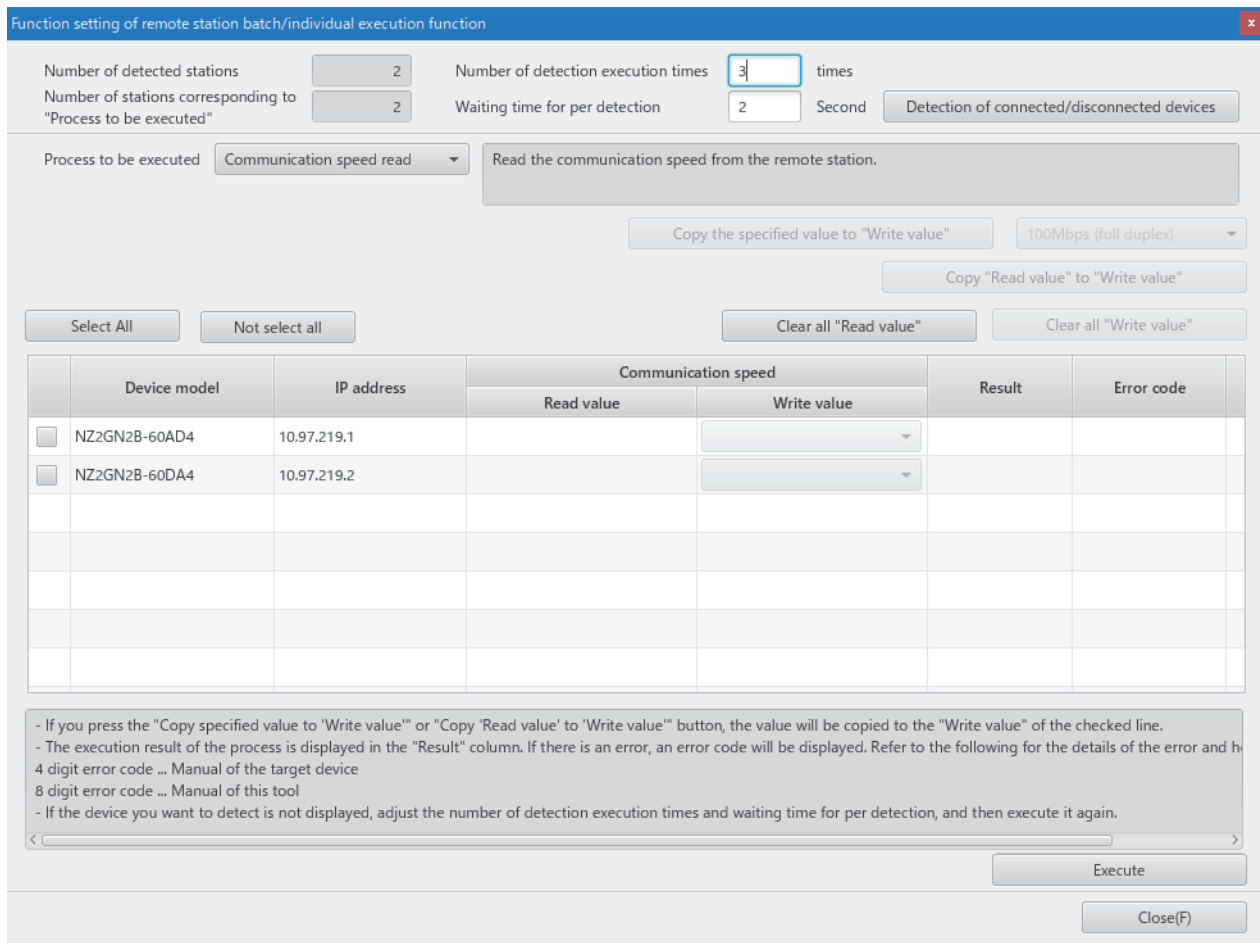 Function setting of remote station batch/individual execution function
x
Number of detected stations 2 Number of detection execution times 3 times
Number of stations corresponding to
"Process to be executed" 2 Waiting time for per detection 2 Second Detection of connected/disconnected devices
Process to be executed Communication speed read Read the communication speed from the remote station.
Copy the specified value to "Write value" 100Mbps (full duplex)
Copy "Read value" to "Write value"
Select All Not select all Clear all "Read value" Clear all "Write value"
Device model IP address Communication speed Result Error code
Read value Write value
NZ2GN2B-60AD4 10.97.219.1
NZ2GN2B-60DA4 10.97.219.2
- If you press the "Copy specified value to 'Write value'" or "Copy 'Read value' to 'Write value'" button, the value will be copied to the "Write value" of the checked line.
- The execution result of the process is displayed in the "Result" column. If there is an error, an error code will be displayed. Refer to the following for the details of the error and
4 digit error code ... Manual of the target device
8 digit error code ... Manual of this tool
- If the device you want to detect is not displayed, adjust the number of detection execution times and waiting time for per detection, and then execute it again.
Execute
Close(F)